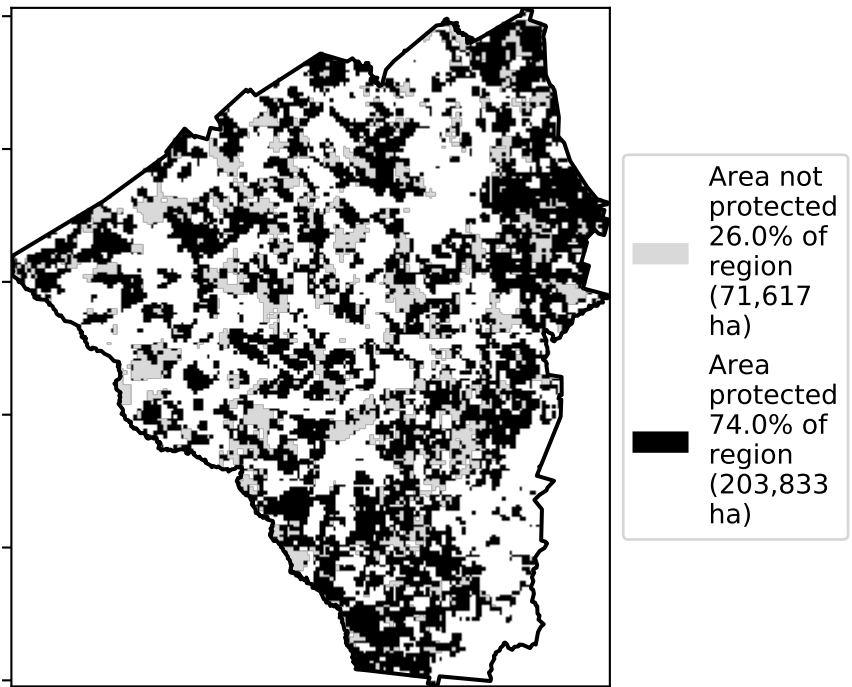 Area not
protected
26.0% of
region
(71,617
ha)
Area
protected
74.0% of
region
(203,833
ha)